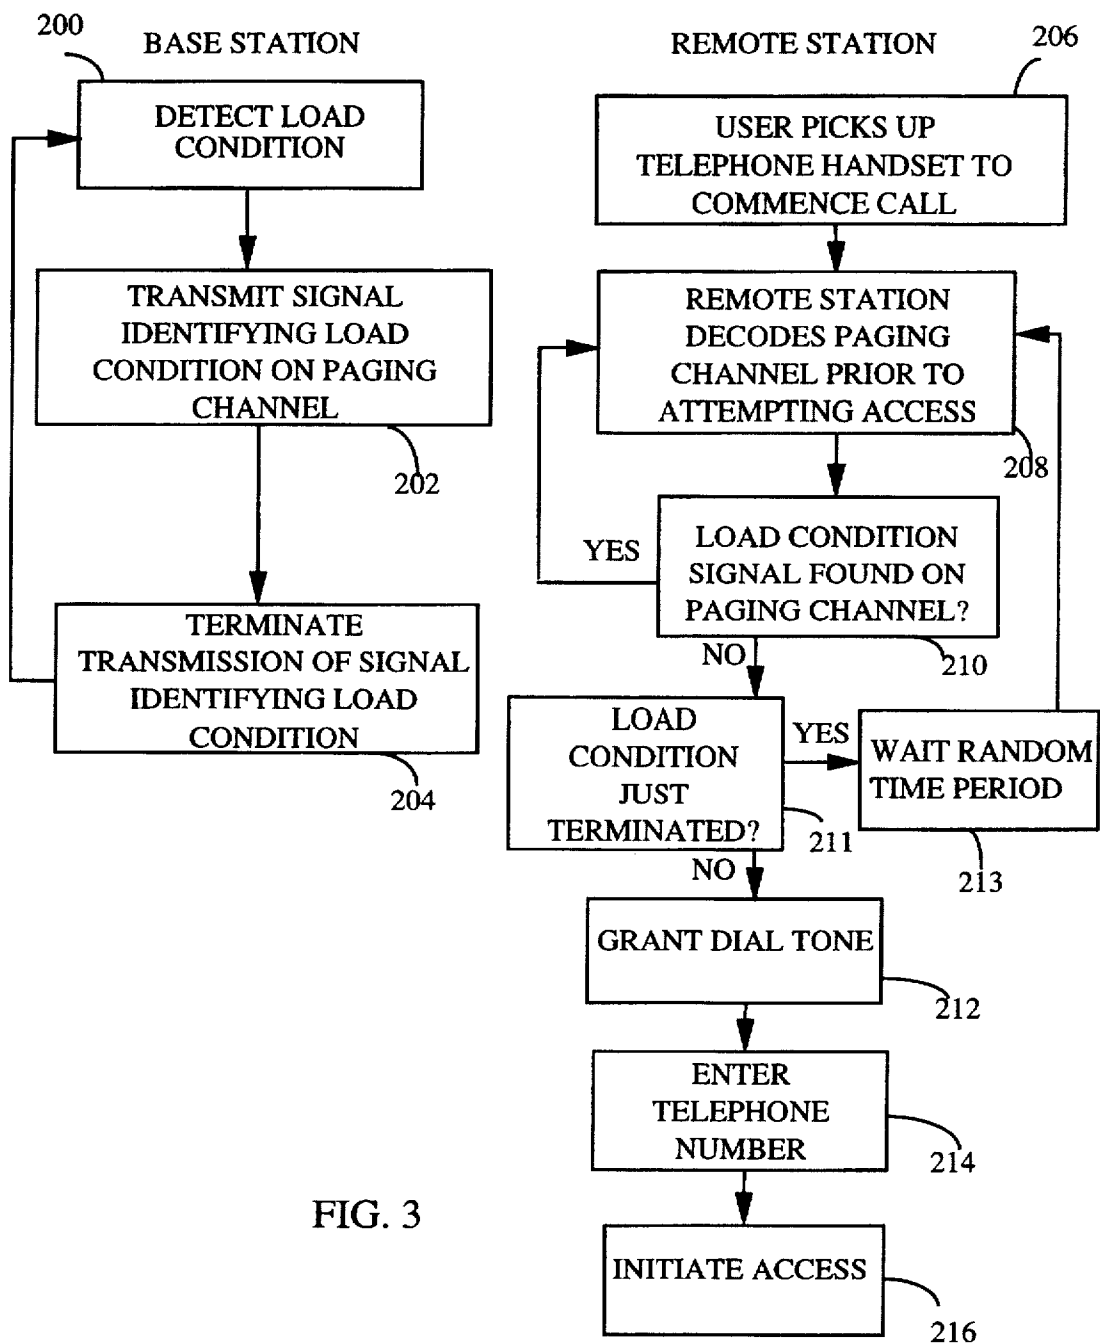 200
BASE STATION
DETECT LOAD
CONDITION
TRANSMIT SIGNAL
IDENTIFYING LOAD
CONDITION ON PAGING
CHANNEL
202
TERMINATE
TRANSMISSION OF SIGNAL
IDENTIFYING LOAD
CONDITION
204
REMOTE STATION
206
USER PICKS UP
TELEPHONE HANDSET TO
COMMENCE CALL
REMOTE STATION
DECODES PAGING
CHANNEL PRIOR TO
ATTEMPTING ACCESS
208
YES
LOAD CONDITION
SIGNAL FOUND ON
PAGING CHANNEL?
NO
210
LOAD
CONDITION
JUST
TERMINATED?
YES
211
WAIT RANDOM
TIME PERIOD
213
NO
GRANT DIAL TONE
212
ENTER
TELEPHONE
NUMBER
214
INITIATE ACCESS
216
FIG. 3